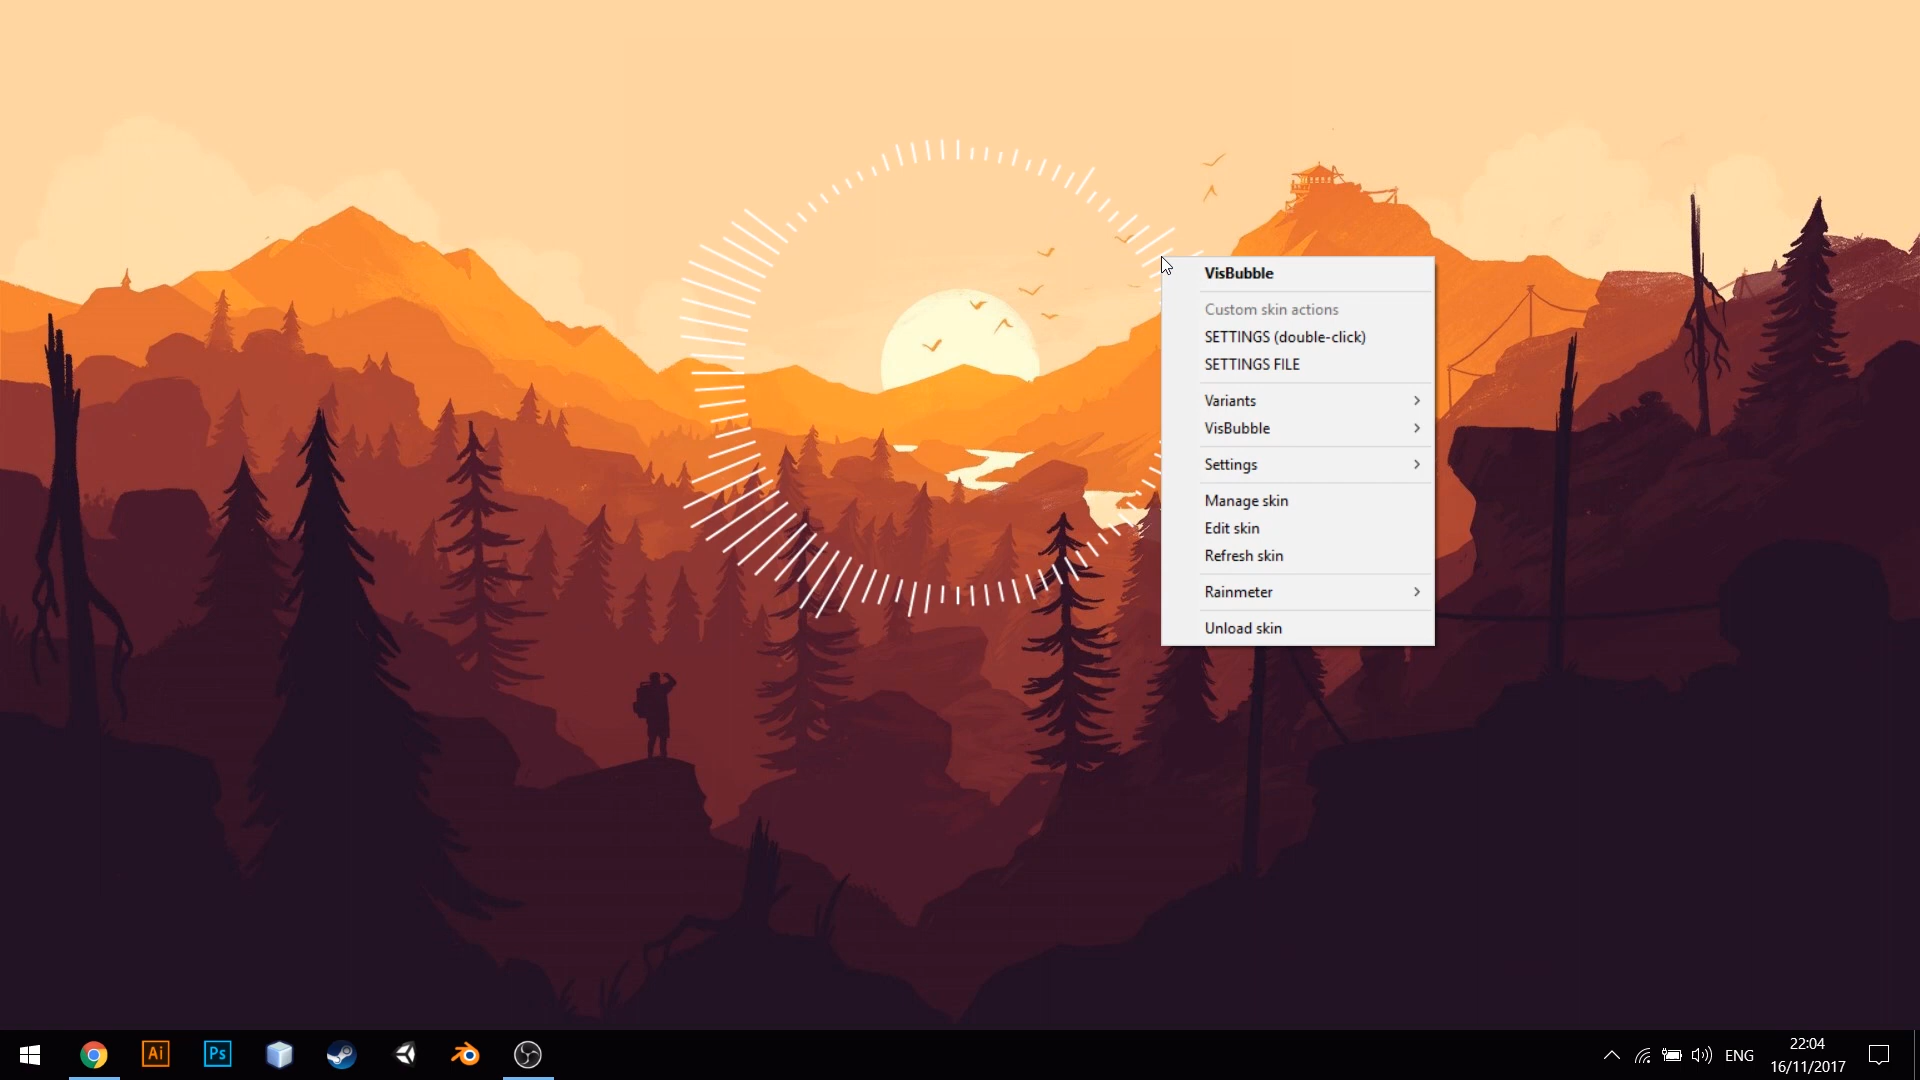 VisBubble
Custom skin actions
SETTINGS (double-click)
SETTINGS FILE
Variants
VisBubble
Settings
Manage skin
Edit skin
Refresh skin
Rainmeter
Unload skin
Ai
Ps
ENG
22:04
16/11/2017